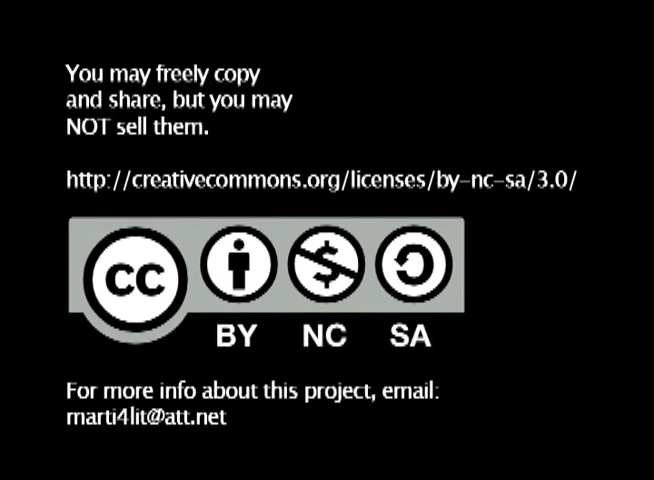 You may freely copy
and share, but you may
NOT sell them.
http://creativecommons.org/licenses/by-nc-sa/3.0/
cc
BY NC SA
For more info about this project, email:
marti4lit@att.net